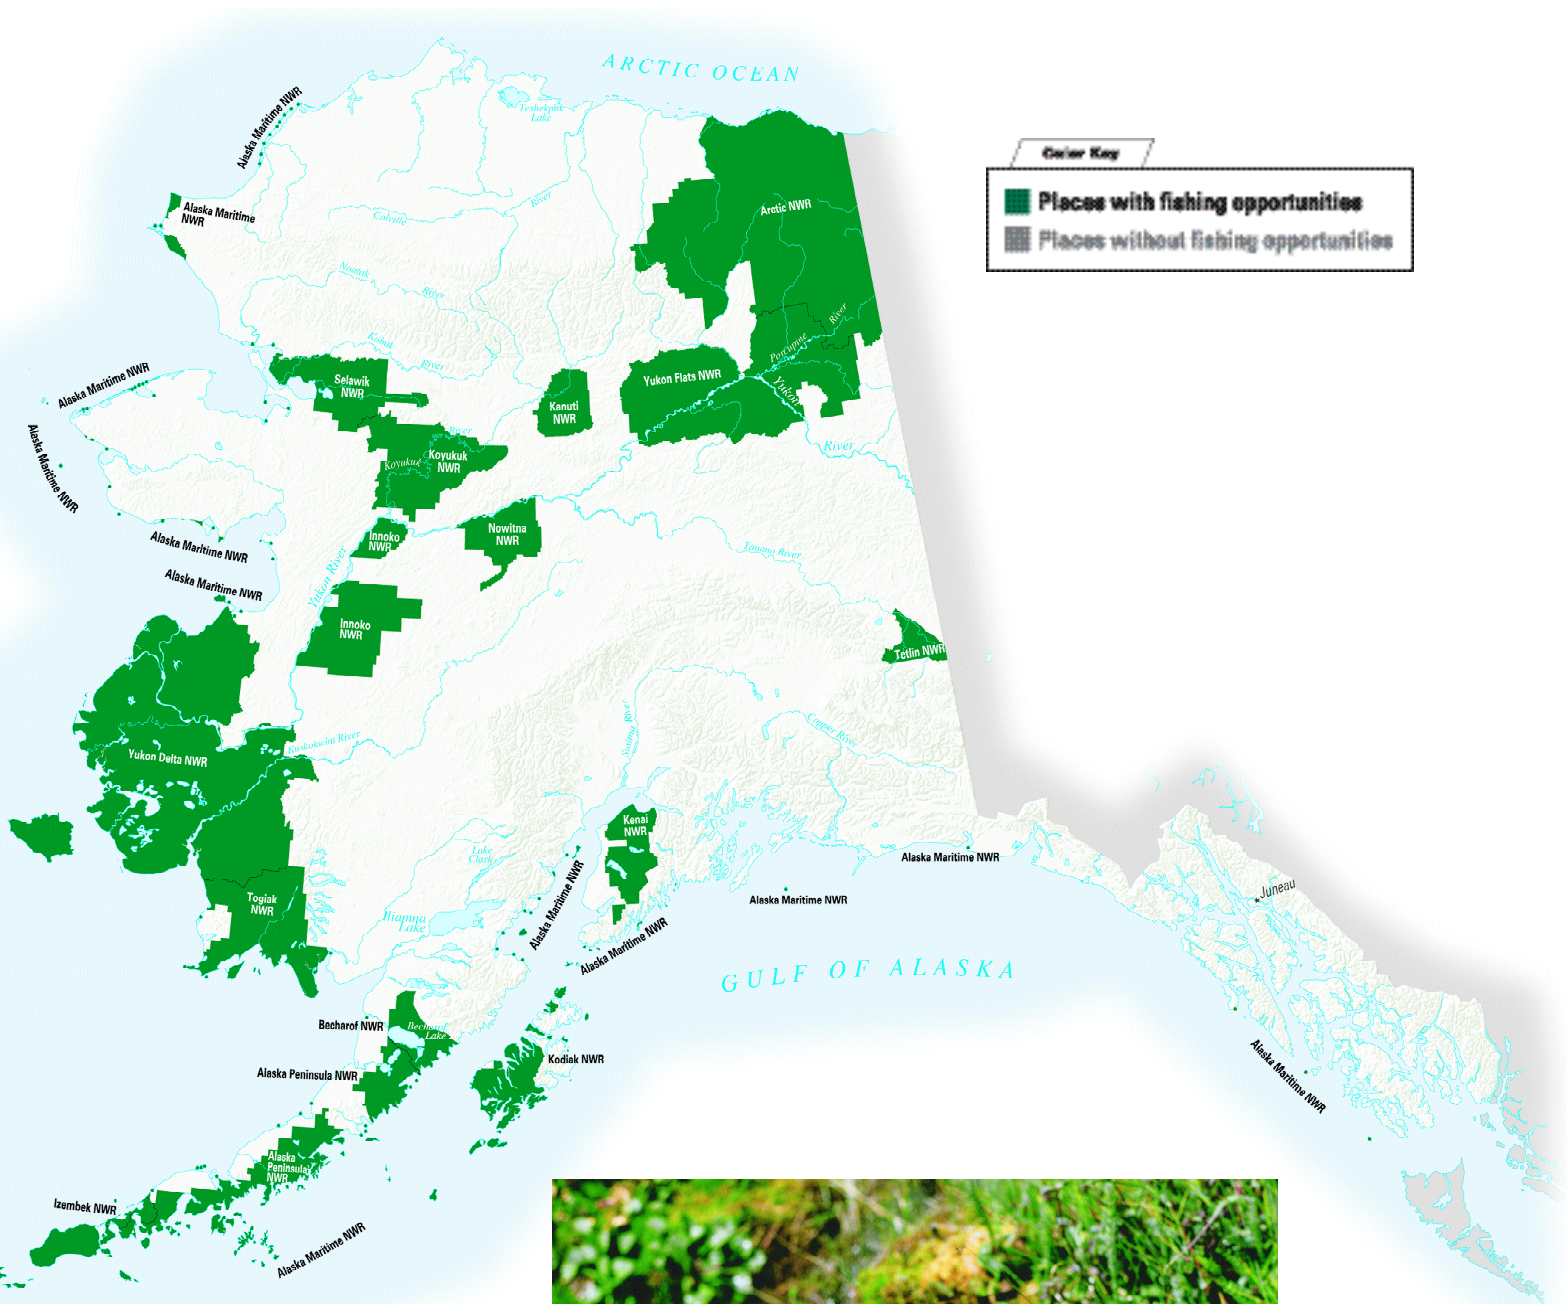 ARCTIC OCEAN
Alaska Maritime NWR
Teshekpuk
Lake
Color Key
Places with fishing opportunities
Places without fishing opportunities
Alaska Maritime
NWR
Colville
River
Arctic NWR
Noatak
River
Kobuk
River
Porcupine
River
Alaska Maritime NWR
Selawik
NWR
Kanuti
NWR
Yukon Flats NWR
Yukon
River
Alaska Maritime NWR
River
Koyukuk
Koyukuk
NWR
Alaska Maritime NWR
Innoko
NWR
Nowitna
NWR
Tanana River
Yukon River
Alaska Maritime NWR
Innoko
NWR
Tetlin NWR
Susitna River
Copper River
Kuskokwim River
Yukon Delta NWR
Kenai
NWR
Lake
Clark
Alaska Maritime NWR
Alaska Maritime NWR
Alaska Maritime NWR
Juneau
Togiak
NWR
Iliamna
Lake
Alaska Maritime NWR
GULF OF ALASKA
Becharof NWR
Becharof
Lake
Kodiak NWR
Alaska Peninsula NWR
Alaska Maritime NWR
Alaska
Peninsula
NWR
Izembek NWR
Alaska Maritime NWR